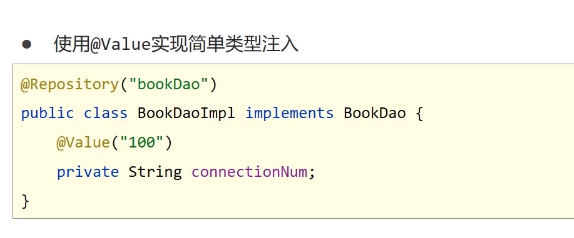 ● 使用@Value实现简单类型注入
@Repository("bookDao")
public class BookDaoImpl implements BookDao {
    @Value("100")
    private String connectionNum;
}